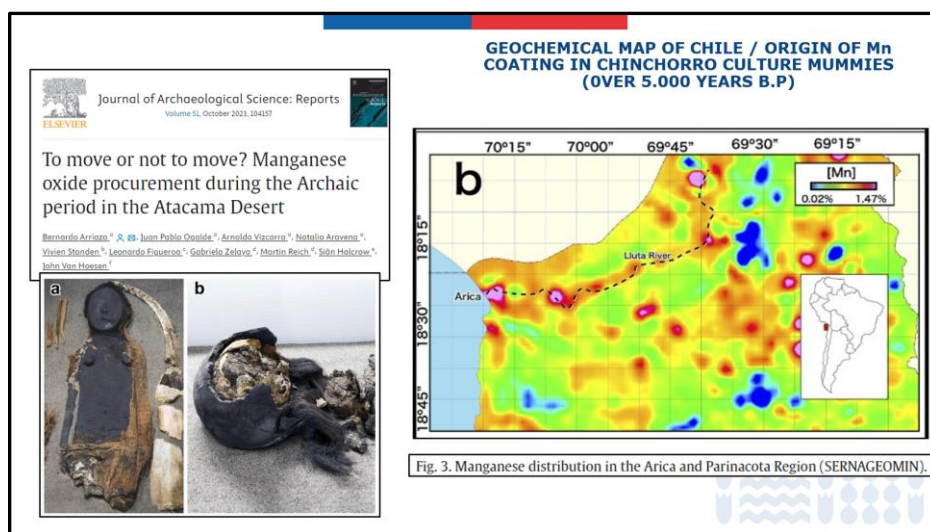 GEOCHEMICAL MAP OF CHILE / ORIGIN OF Mn
COATING IN CHINCHORRO CULTURE MUMMIES
(0VER 5.000 YEARS B.P)
ELSEVIER
Journal of Archaeological Science: Reports
Volume 51, October 2023, 104157
To move or not to move? Manganese
oxide procurement during the Archaic
period in the Atacama Desert
Bernardo Arriaza a, Juan Pablo Ogalde a, Arnoldo Vizcarra a, Natalia Aravena a,
Vivien Standen b, Leonardo Figueroa c, Gabriela Zelaya d, Martin Reich d, Siân Halcrow e,
John Van Hoesen f
a
b
b
70°15' 70°00' 69°45' 69°30' 69°15'
[Mn]
0.02% 1.47%
18°15'
Lluta River
Arica
18°30'
18°45'
Fig. 3. Manganese distribution in the Arica and Parinacota Region (SERNAGEOMIN).